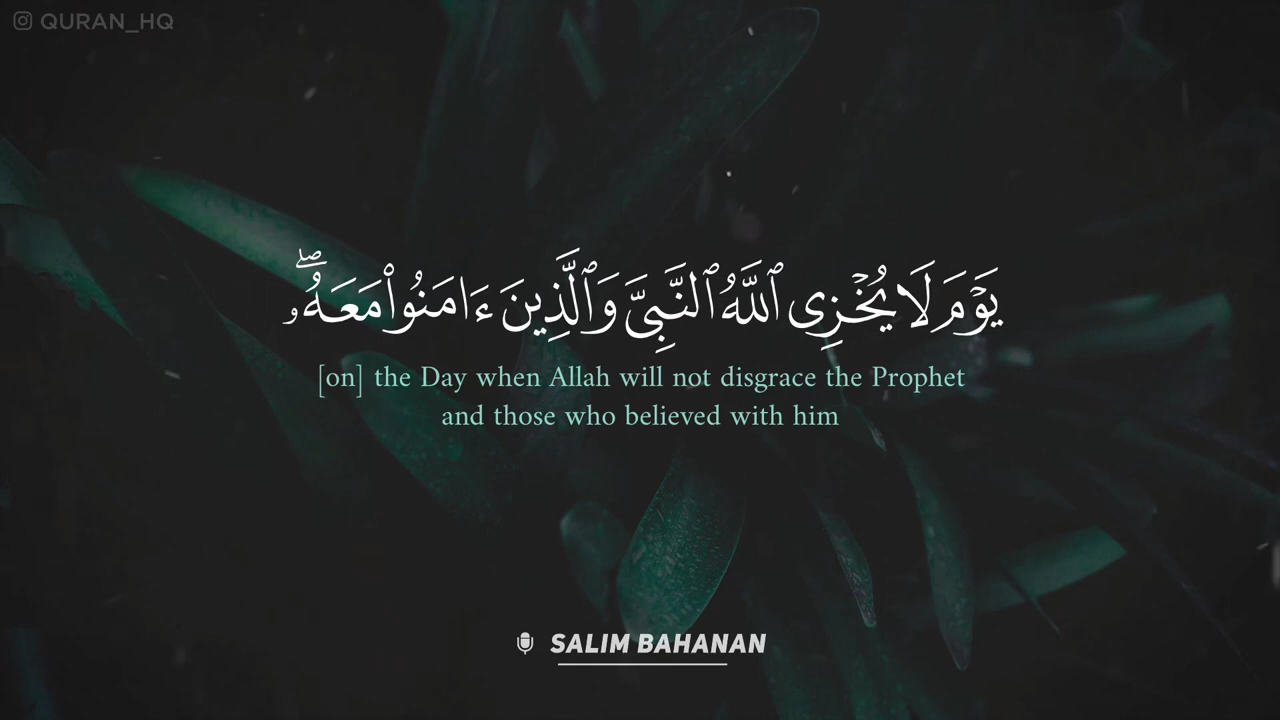 QURAN_HQ
يَوْمَ لَا يُخْزِى ٱللَّهُ ٱلنَّبِىَّ وَٱلَّذِينَ ءَامَنُوا۟ مَعَهُۥ ۖ
[on] the Day when Allah will not disgrace the Prophet
and those who believed with him
SALIM BAHANAN